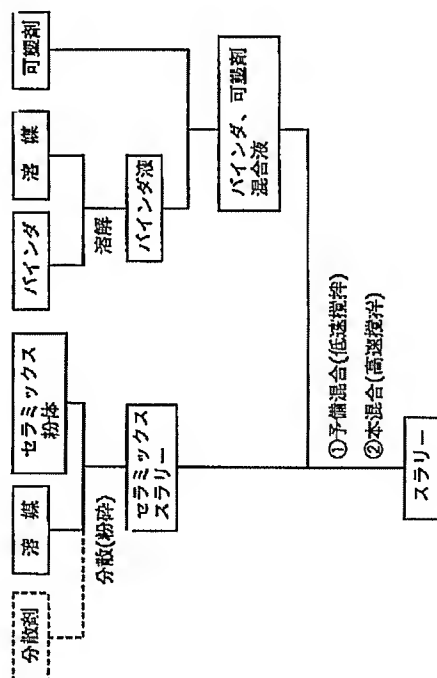 分散剤
溶　媒
セラミックス
粉体
バインダ
溶　媒
可塑剤
分散(粉砕)
溶解
セラミックス
スラリー
バインダ液
バインダ、可塑剤
混合液
①予備混合(低速撹拌)
②本混合(高速撹拌)
スラリー